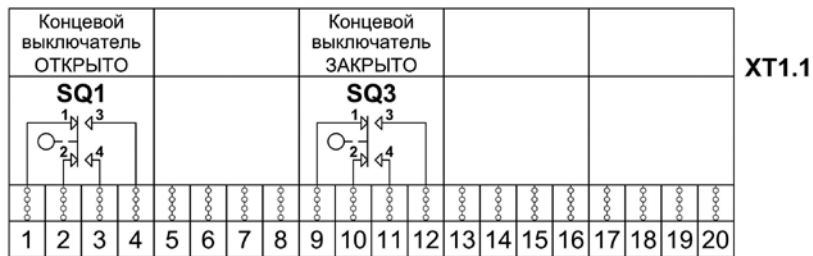 Концевой
выключатель
ОТКРЫТО
Концевой
выключатель
ЗАКРЫТО
XT1.1
SQ1
SQ3
1 3
2 4
1 3
2 4
1 2 3 4 5 6 7 8 9 10 11 12 13 14 15 16 17 18 19 20